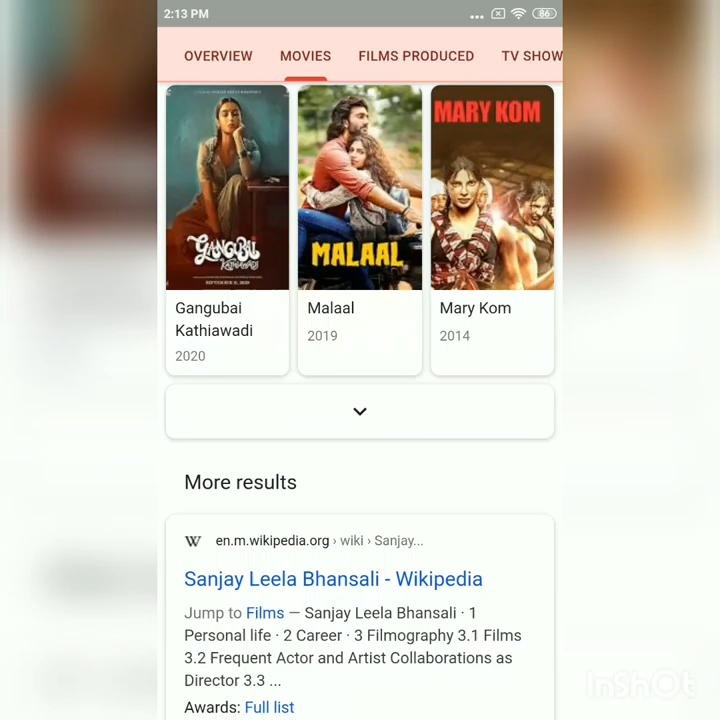 2:13 PM
86
OVERVIEW MOVIES FILMS PRODUCED TV SHOW
GANGUBAI
KATHIAWADI
MALAAL
MARY KOM
Gangubai
Kathiawadi
2020
Malaal
2019
Mary Kom
2014
More results
W en.m.wikipedia.org › wiki › Sanjay...
Sanjay Leela Bhansali - Wikipedia
Jump to Films — Sanjay Leela Bhansali · 1
Personal life · 2 Career · 3 Filmography 3.1 Films
3.2 Frequent Actor and Artist Collaborations as
Director 3.3 ...
Awards: Full list
InShOt